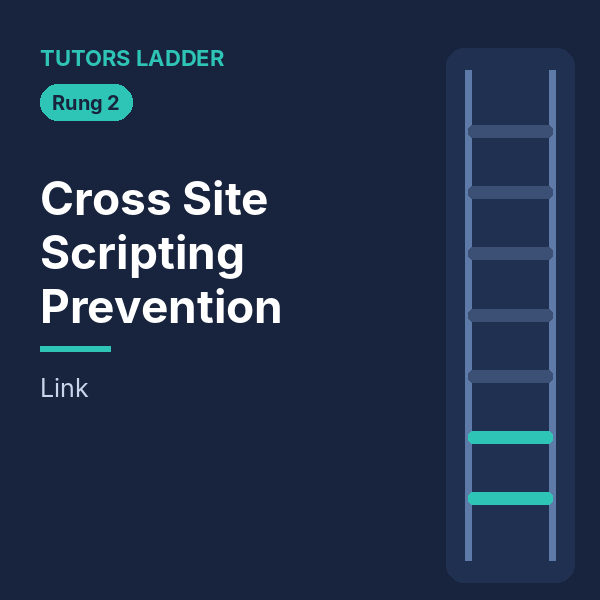 TUTORS LADDER
Rung 2
Cross Site
Scripting
Prevention
Link